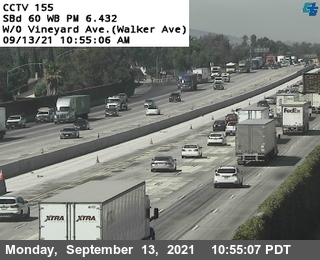 CCTV 155
SBd 60 WB PM 6.432
W/O Vineyard Ave.(Walker Ave)
09/13/21 10:55:06 AM
FedEx
XTRA XTRA
Monday, September 13, 2021 10:55:07 PDT